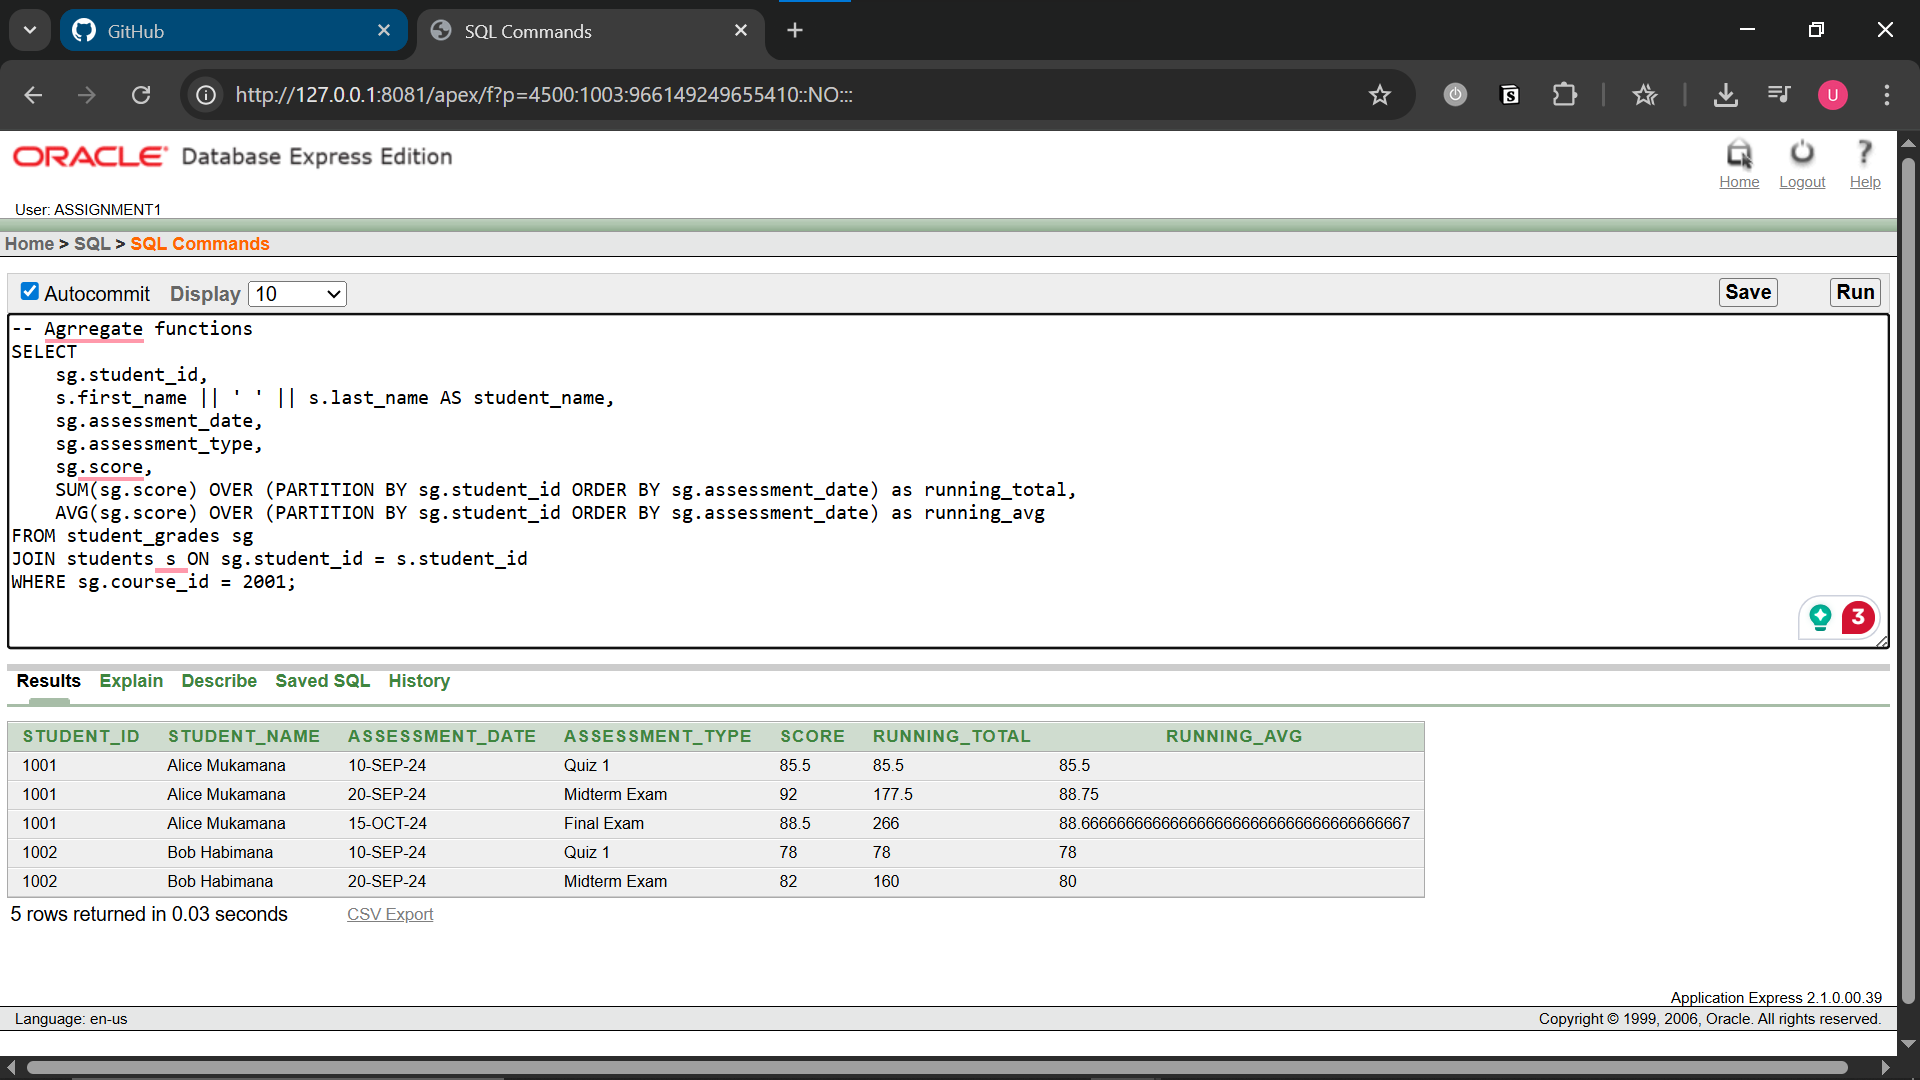 GitHub
SQL Commands
http://127.0.0.1:8081/apex/f?p=4500:1003:966149249655410::NO:::
U
ORACLE Database Express Edition
Home Logout Help
User: ASSIGNMENT1
Home > SQL > SQL Commands
Autocommit Display 10 Save Run
-- Agrregate functions
SELECT
sg.student_id,
s.first_name || ' ' || s.last_name AS student_name,
sg.assessment_date,
sg.assessment_type,
sg.score,
SUM(sg.score) OVER (PARTITION BY sg.student_id ORDER BY sg.assessment_date) as running_total,
AVG(sg.score) OVER (PARTITION BY sg.student_id ORDER BY sg.assessment_date) as running_avg
FROM student_grades sg
JOIN students s ON sg.student_id = s.student_id
WHERE sg.course_id = 2001;
3
Results Explain Describe Saved SQL History
STUDENT_ID STUDENT_NAME ASSESSMENT_DATE ASSESSMENT_TYPE SCORE RUNNING_TOTAL RUNNING_AVG
1001 Alice Mukamana 10-SEP-24 Quiz 1 85.5 85.5 85.5
1001 Alice Mukamana 20-SEP-24 Midterm Exam 92 177.5 88.75
1001 Alice Mukamana 15-OCT-24 Final Exam 88.5 266 88.66666666666666666666666666666666666667
1002 Bob Habimana 10-SEP-24 Quiz 1 78 78 78
1002 Bob Habimana 20-SEP-24 Midterm Exam 82 160 80
5 rows returned in 0.03 seconds CSV Export
Application Express 2.1.0.00.39
Language: en-us Copyright © 1999, 2006, Oracle. All rights reserved.